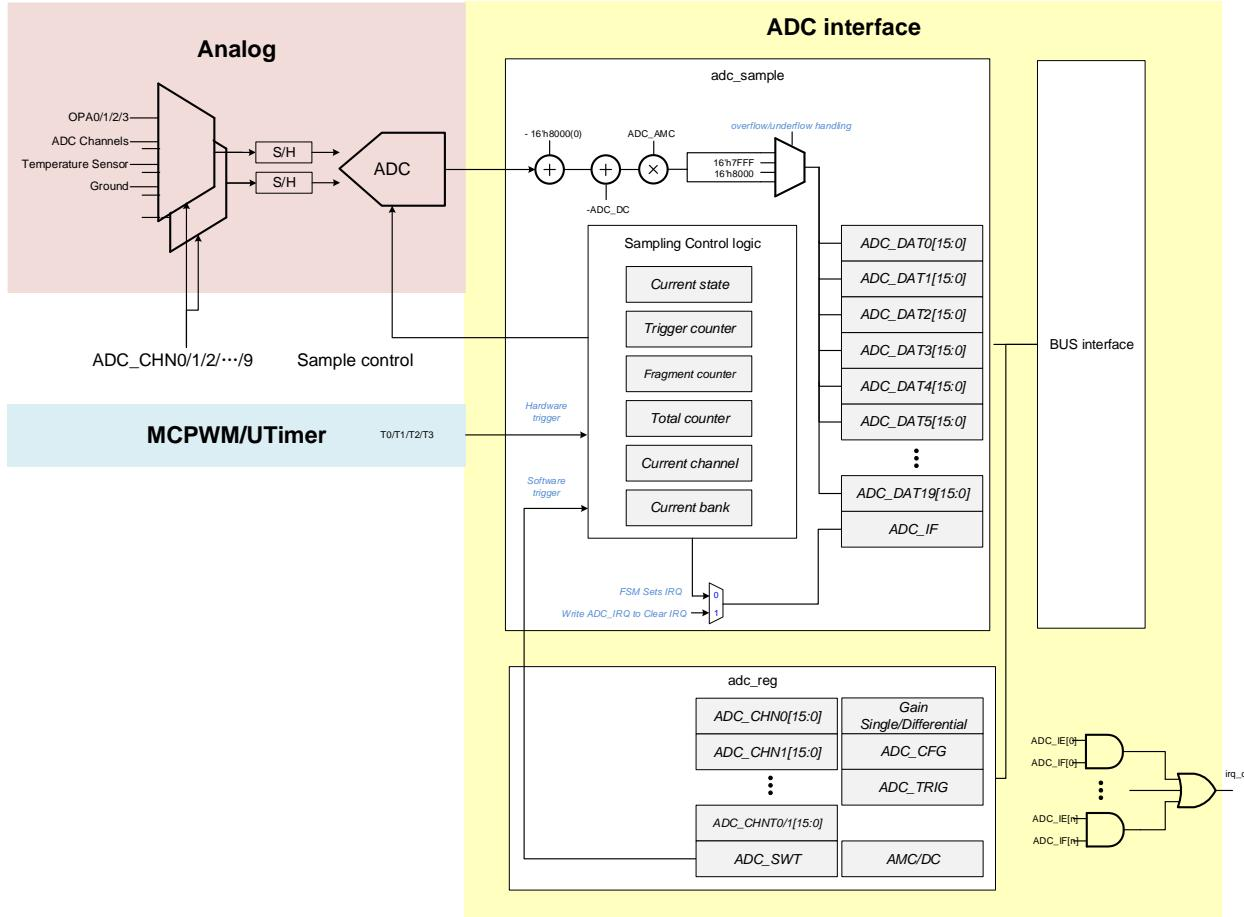 Analog
OPA0/1/2/3
ADC Channels
Temperature Sensor
Ground
S/H
S/H
ADC
ADC_CHN0/1/2/⋯/9
Sample control
MCPWM/UTimer
T0/T1/T2/T3
ADC interface
adc_sample
- 16'h8000(0)
ADC_AMC
overflow/underflow handling
16'h7FFF
16'h8000
-ADC_DC
Sampling Control logic
Current state
Trigger counter
Fragment counter
Total counter
Current channel
Current bank
Hardware
trigger
Software
trigger
ADC_DAT0[15:0]
ADC_DAT1[15:0]
ADC_DAT2[15:0]
ADC_DAT3[15:0]
ADC_DAT4[15:0]
ADC_DAT5[15:0]
ADC_DAT19[15:0]
ADC_IF
FSM Sets IRQ
0
Write ADC_IRQ to Clear IRQ
1
BUS interface
adc_reg
ADC_CHN0[15:0]
ADC_CHN1[15:0]
ADC_CHNT0/1[15:0]
ADC_SWT
Gain
Single/Differential
ADC_CFG
ADC_TRIG
AMC/DC
ADC_IE[0]
ADC_IF[0]
ADC_IE[n]
ADC_IF[n]